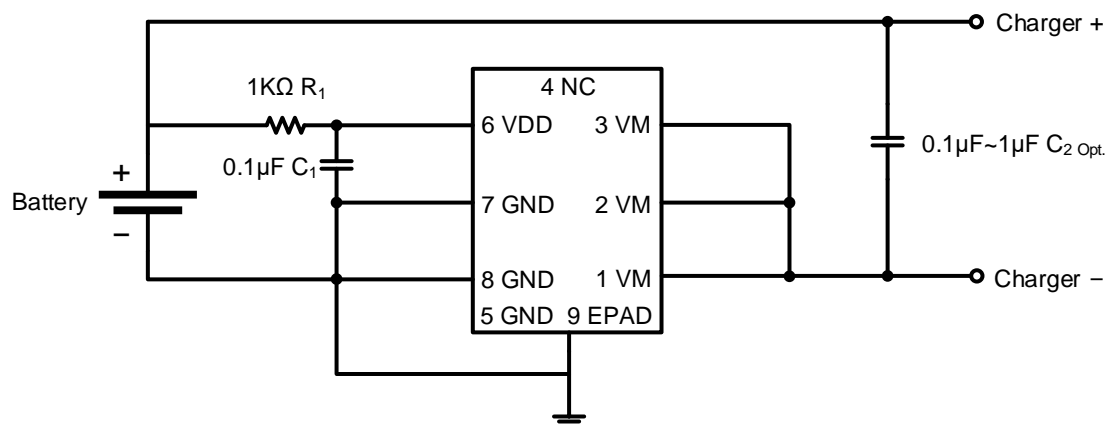 Charger +
1KΩ R1
4 NC
6 VDD
3 VM
0.1µF C1
0.1µF~1µF C2 Opt.
+
Battery
−
7 GND
2 VM
8 GND
1 VM
Charger −
5 GND
9 EPAD